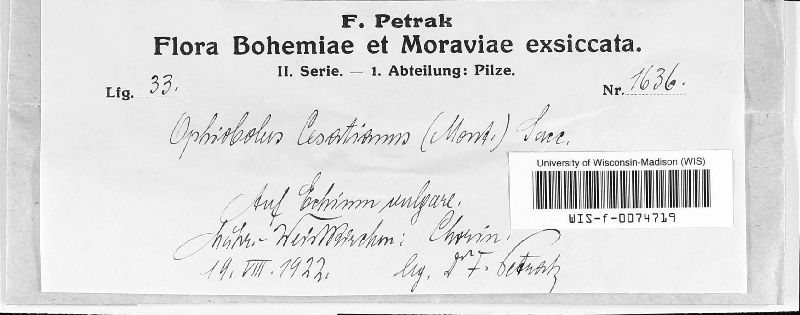 F. Petrak
Flora Bohemiae et Moraviae exsiccata.
II. Serie. — 1. Abteilung: Pilze.
Lfg. 33. Nr. 1636.
Ophiobolus Cesatianus (Mont.) Sacc.
University of Wisconsin-Madison (WIS)
WIS-f-0074719
Auf Echium vulgare.
Mähr.-Weisskirchen: Chorin.
19. VIII. 1922. leg. Dr F. Petrak